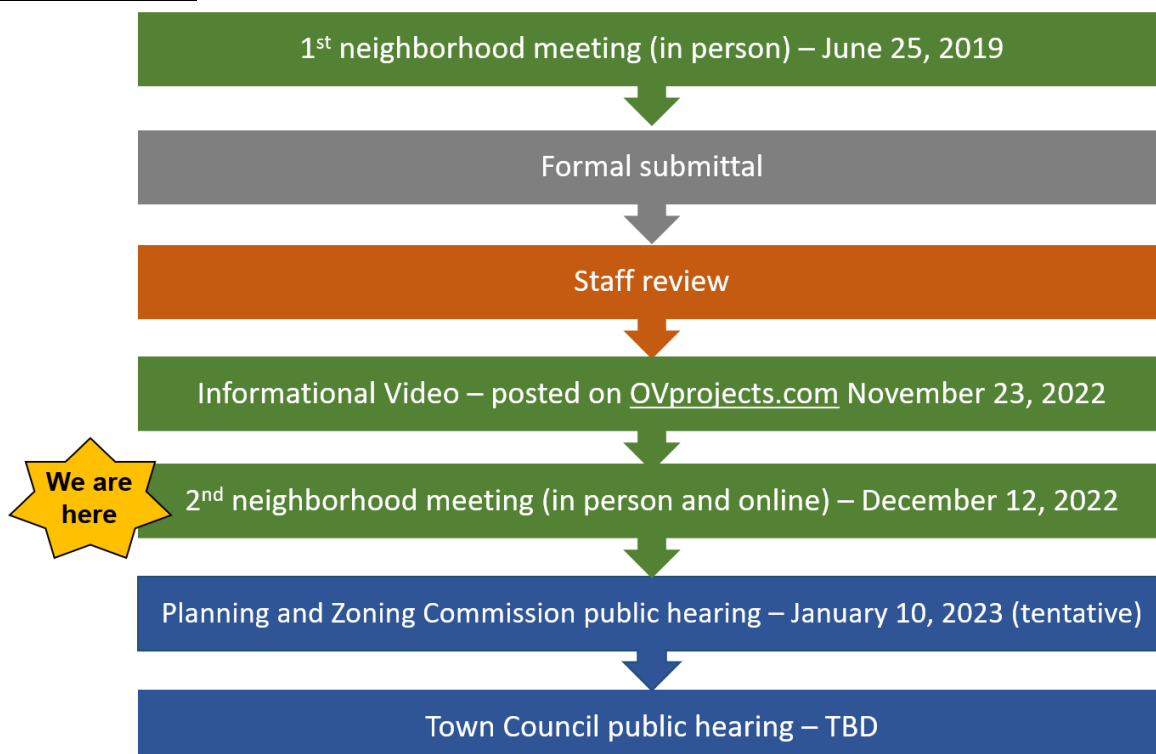 1st neighborhood meeting (in person) – June 25, 2019
Formal submittal
Staff review
Informational Video – posted on OVprojects.com November 23, 2022
We are
here
2nd neighborhood meeting (in person and online) – December 12, 2022
Planning and Zoning Commission public hearing – January 10, 2023 (tentative)
Town Council public hearing – TBD